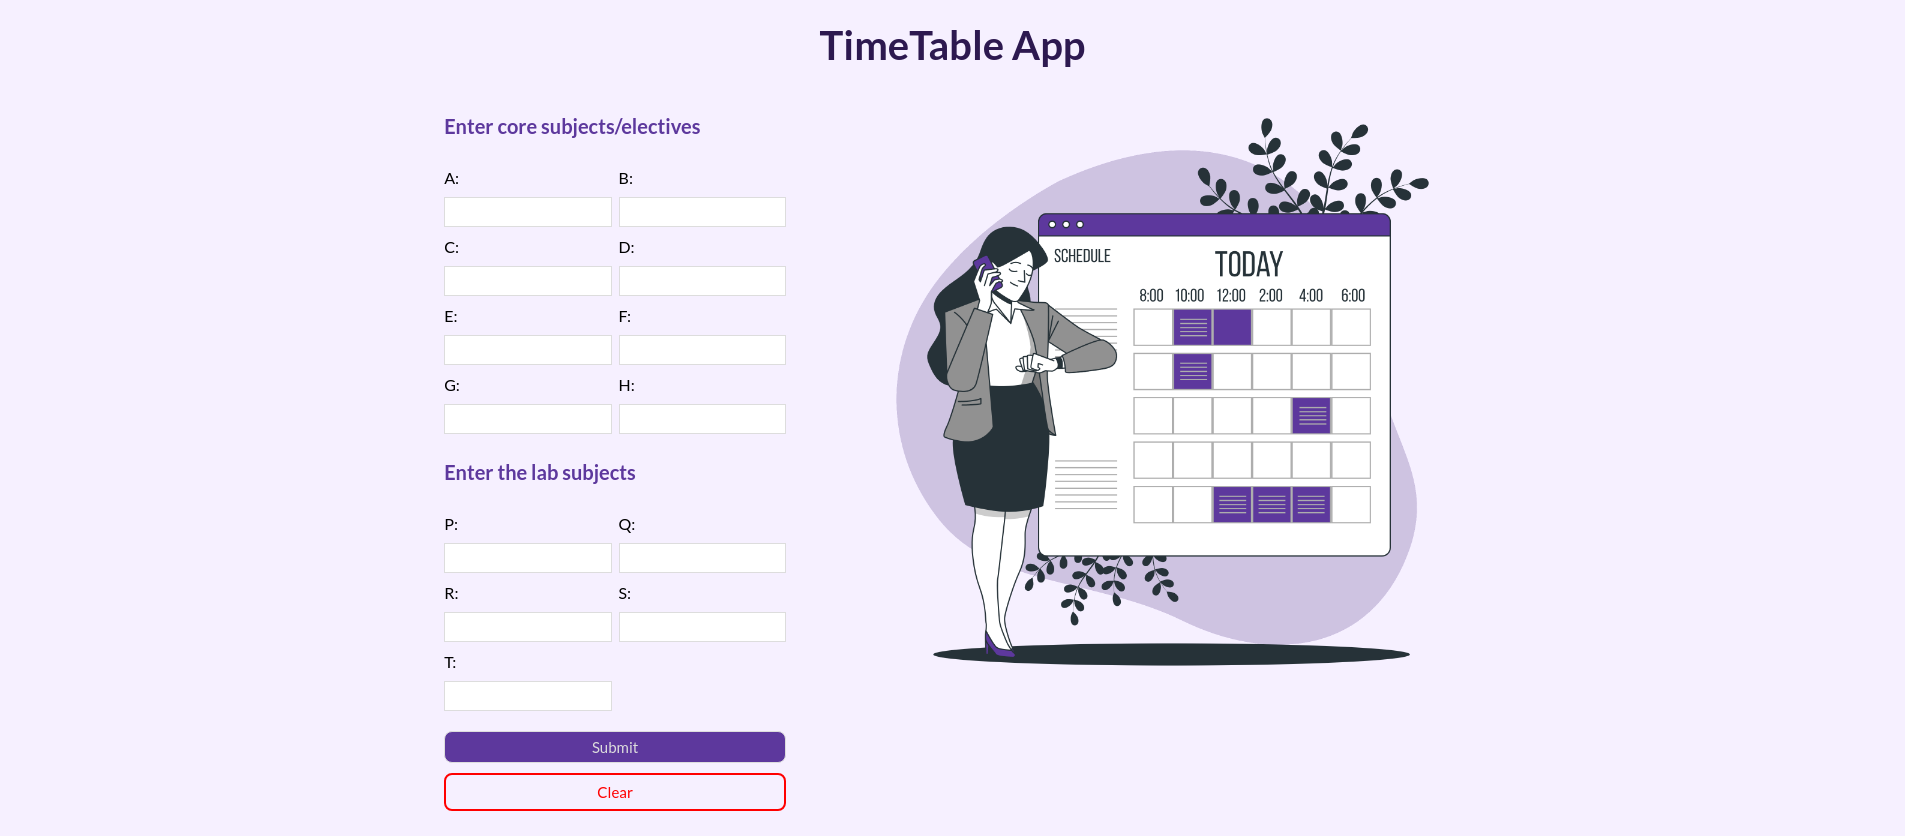 TimeTable App
Enter core subjects/electives
A: B:
C: D:
E: F:
G: H:
Enter the lab subjects
P: Q:
R: S:
T:
Submit
Clear
SCHEDULE
TODAY
8:00 10:00 12:00 2:00 4:00 6:00